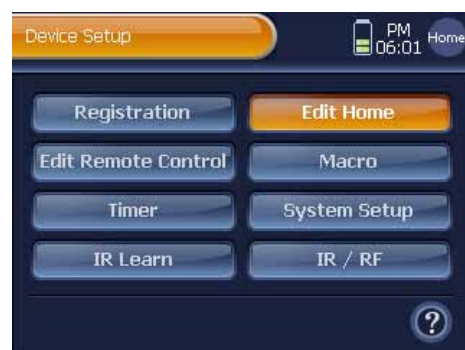 Device Setup
PM
06:01
Home
Registration
Edit Home
Edit Remote Control
Macro
Timer
System Setup
IR Learn
IR / RF
?